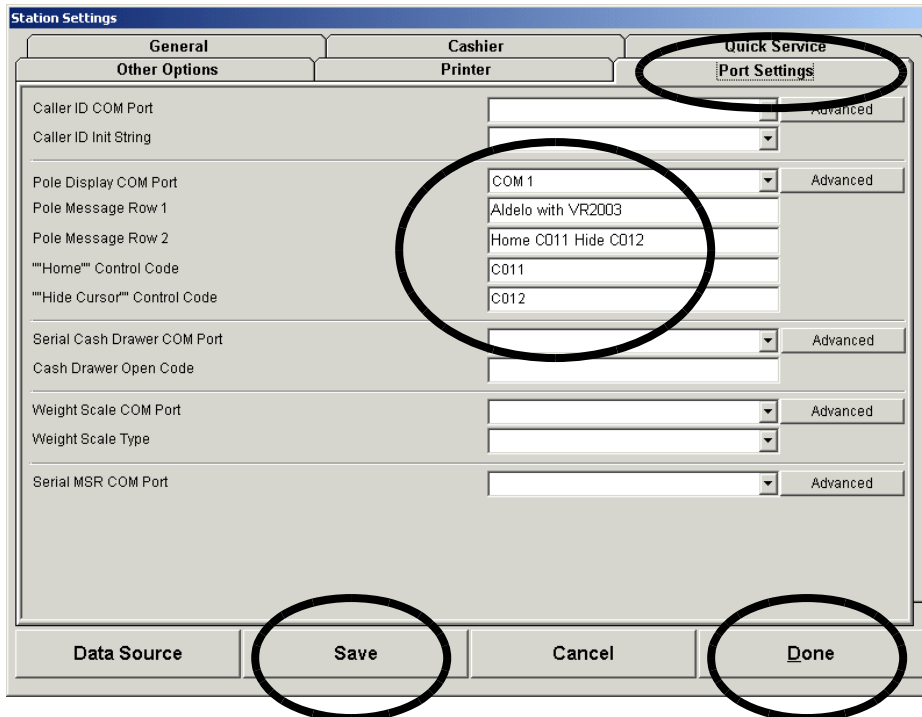 Station Settings
General Cashier Quick Service
Other Options Printer Port Settings
Caller ID COM Port Advanced
Caller ID Init String
Pole Display COM Port COM 1 Advanced
Pole Message Row 1 Aldelo with VR2003
Pole Message Row 2 Home C011 Hide C012
""Home"" Control Code C011
""Hide Cursor"" Control Code C012
Serial Cash Drawer COM Port Advanced
Cash Drawer Open Code
Weight Scale COM Port Advanced
Weight Scale Type
Serial MSR COM Port Advanced
Data Source Save Cancel Done